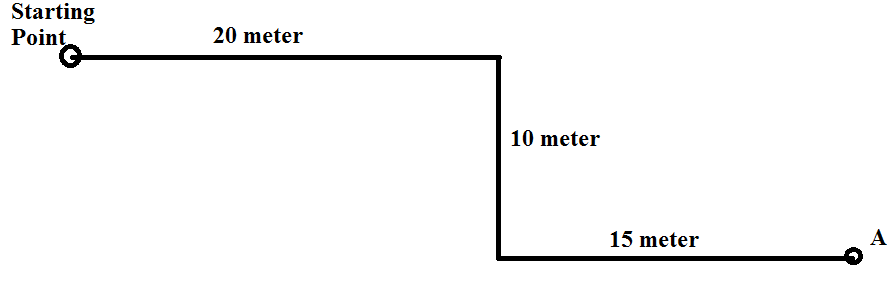 Starting
Point
20 meter
10 meter
15 meter
A